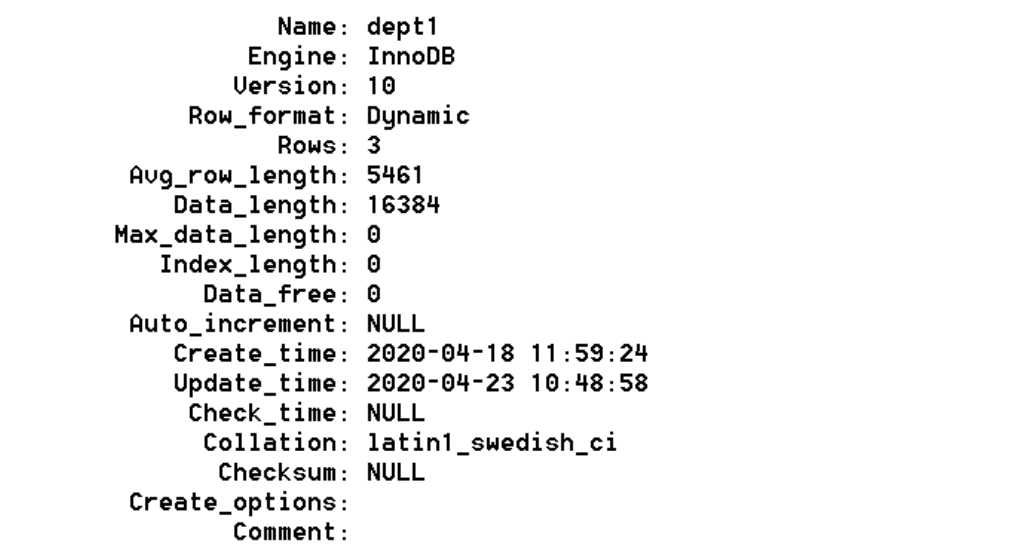 Name: dept1
Engine: InnoDB
Version: 10
Row_format: Dynamic
Rows: 3
Avg_row_length: 5461
Data_length: 16384
Max_data_length: 0
Index_length: 0
Data_free: 0
Auto_increment: NULL
Create_time: 2020-04-18 11:59:24
Update_time: 2020-04-23 10:48:58
Check_time: NULL
Collation: latin1_swedish_ci
Checksum: NULL
Create_options:
Comment: